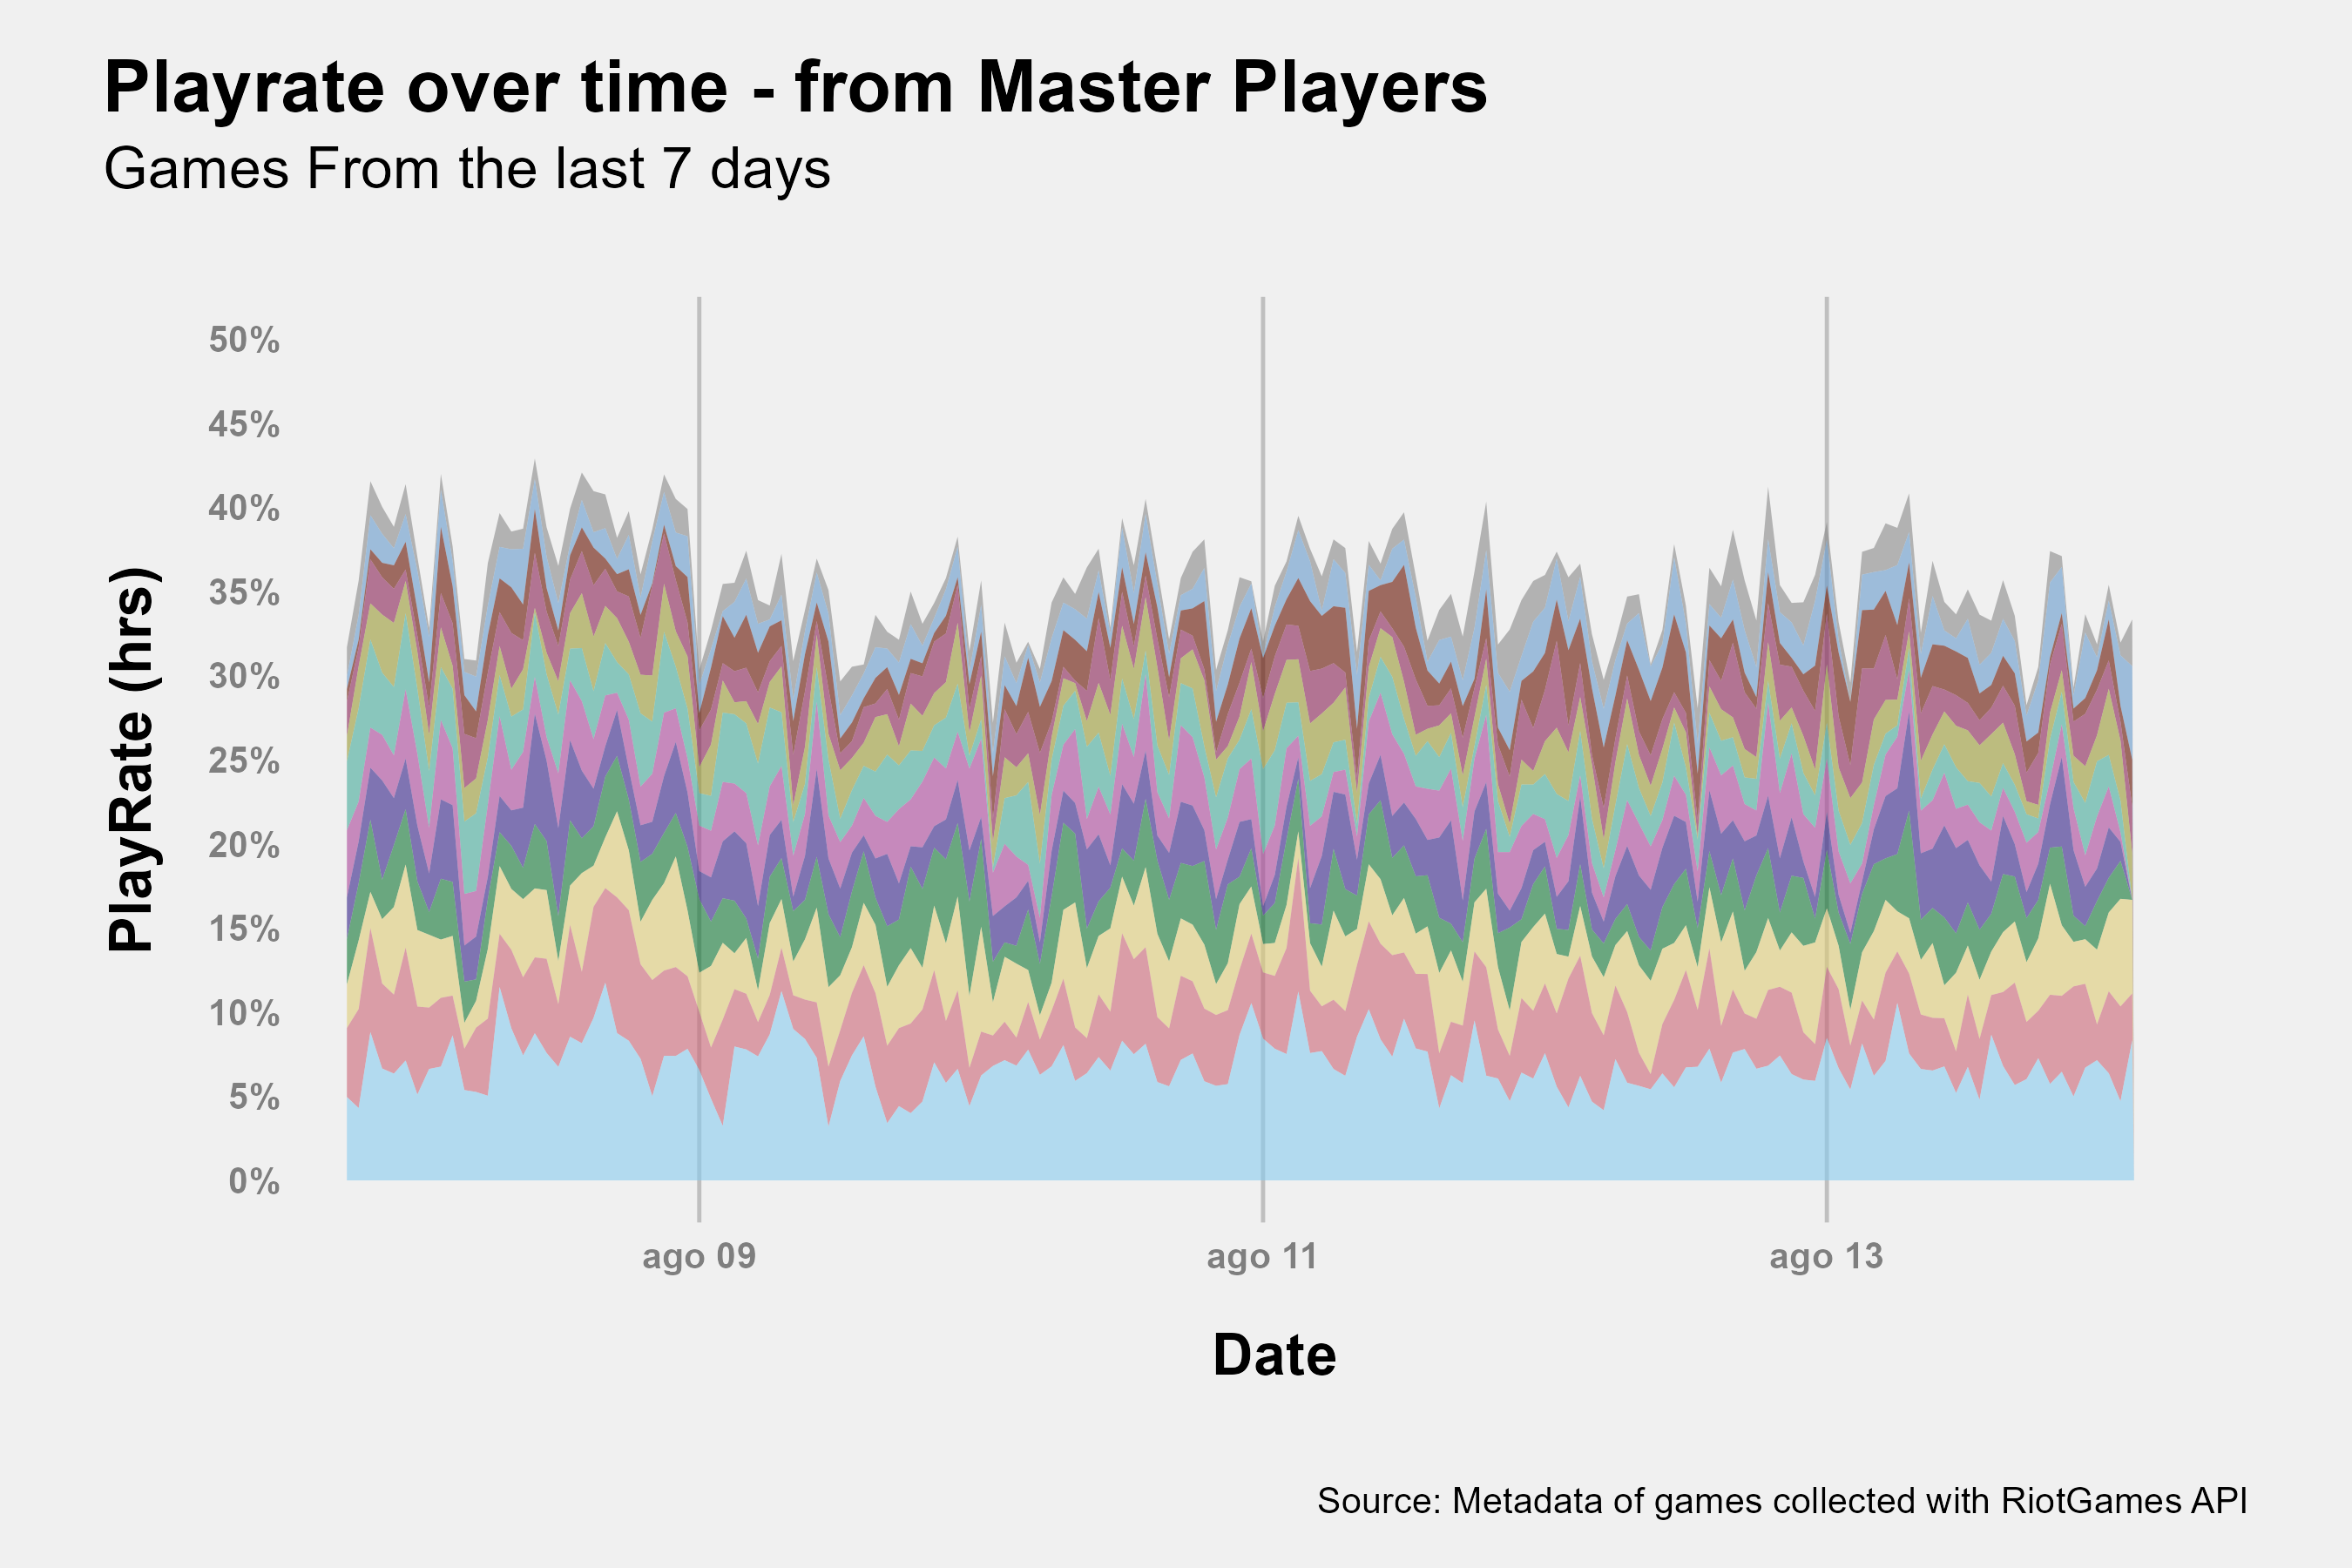 Playrate over time - from Master Players
Games From the last 7 days
50%
45%
40%
35%
30%
25%
20%
15%
10%
5%
0%
PlayRate (hrs)
ago 09
ago 11
ago 13
Date
Source: Metadata of games collected with RiotGames API